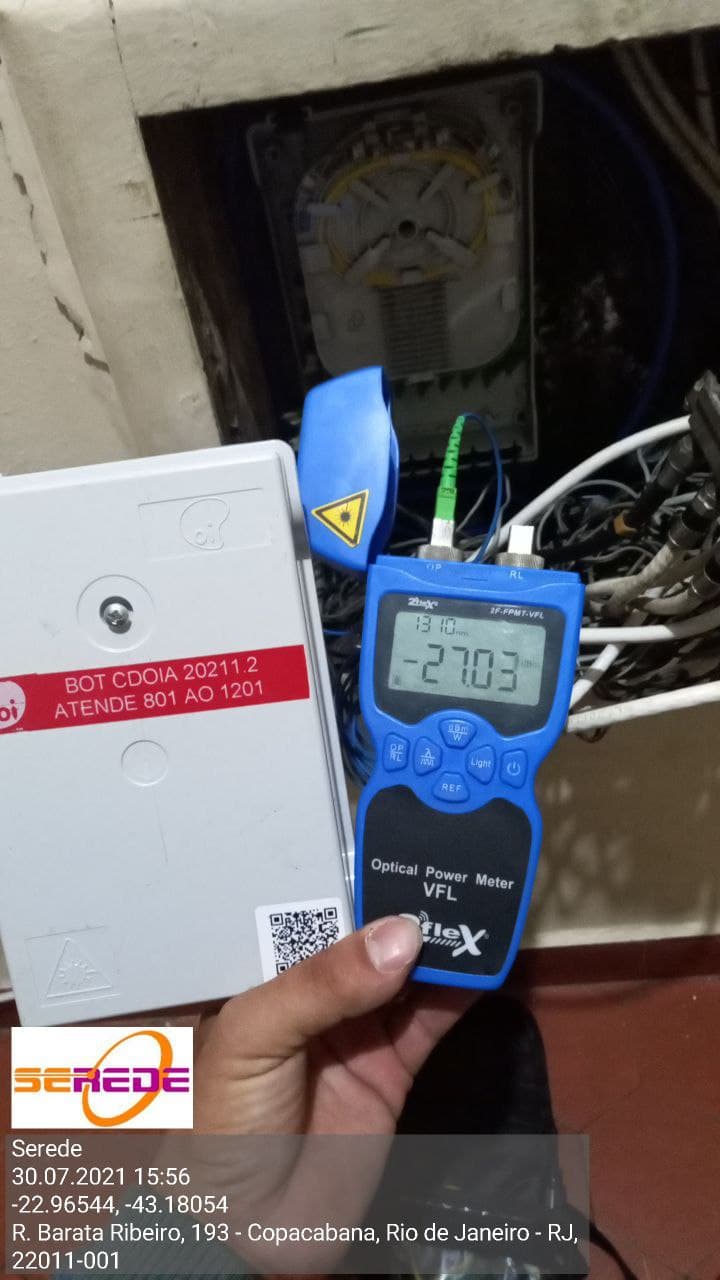 OP
RL
2fleX
2F-FPMT-VFL
1310nm
-27.03
dBm
oi
BOT CDOIA 20211.2
ATENDE 801 AO 1201
dBm
W
OP
RL
λ
Light
REF
Optical Power Meter
VFL
2fleX
SEREDE
Serede
30.07.2021 15:56
-22.96544, -43.18054
R. Barata Ribeiro, 193 - Copacabana, Rio de Janeiro - RJ,
22011-001